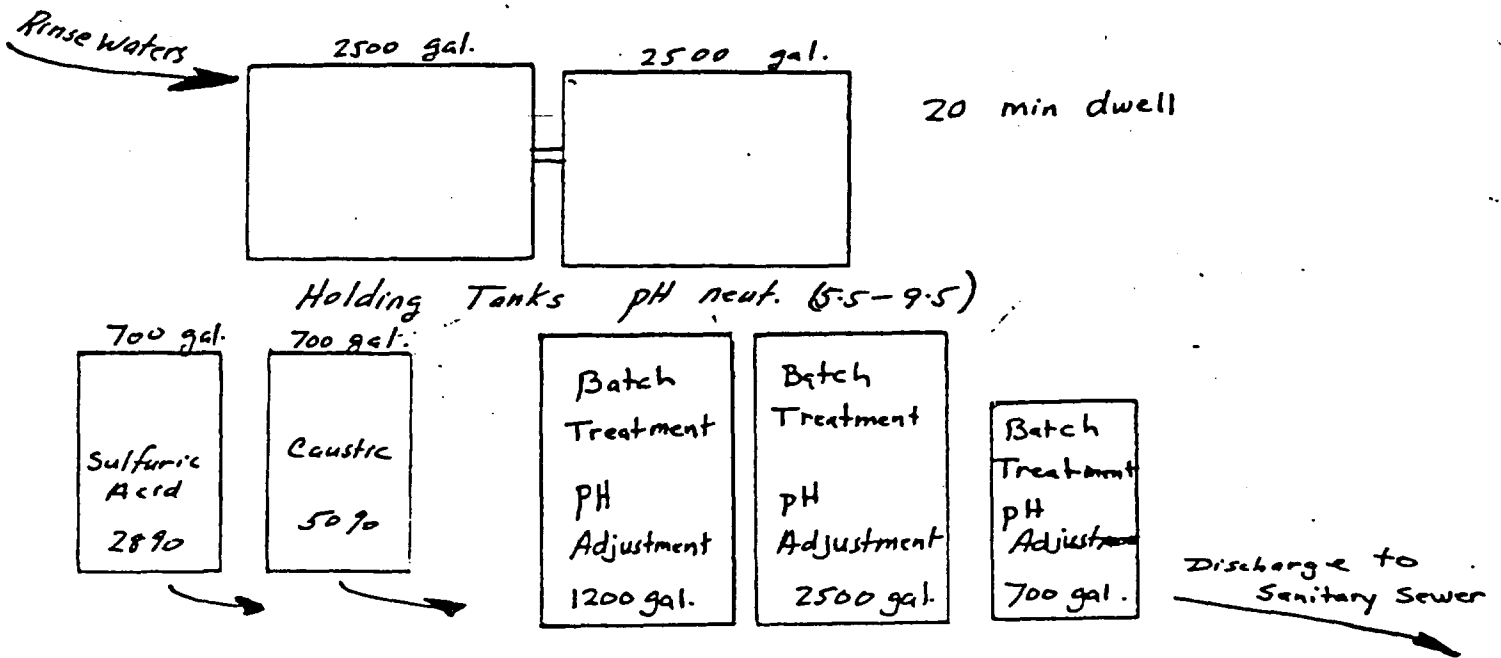 Rinse Waters
2500 gal.
2500 gal.
20 min dwell
Holding Tanks pH neut. (5.5-9.5)
700 gal.
700 gal.
Sulfuric
Acid
28%
Caustic
50%
Batch
Treatment
pH
Adjustment
1200 gal.
Batch
Treatment
pH
Adjustment
2500 gal.
Batch
Treatment
pH
Adjustment
700 gal.
Discharge to
Sanitary Sewer